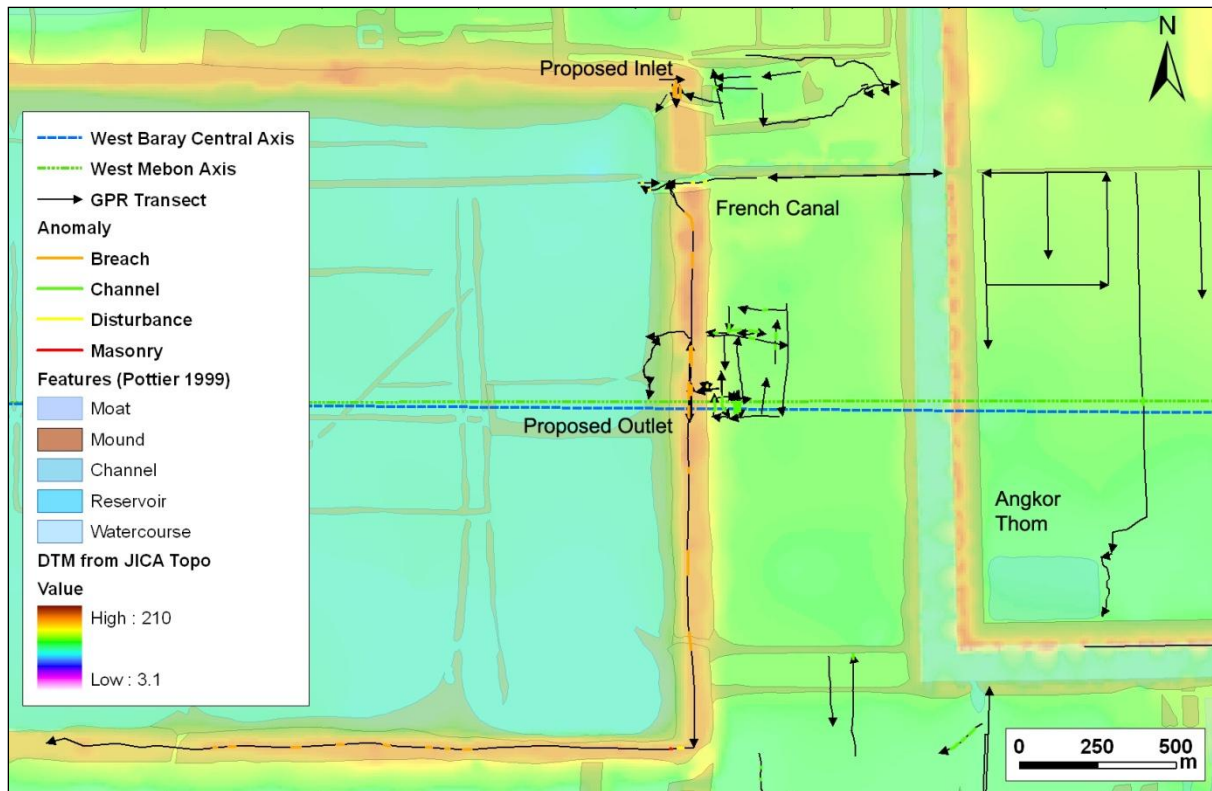 N
Proposed Inlet
West Baray Central Axis
West Mebon Axis
GPR Transect
French Canal
Anomaly
Breach
Channel
Disturbance
Masonry
Features (Pottier 1999)
Moat
Mound
Proposed Outlet
Channel
Reservoir
Angkor
Thom
Watercourse
DTM from JICA Topo
Value
High : 210
Low : 3.1
0 250 500
m